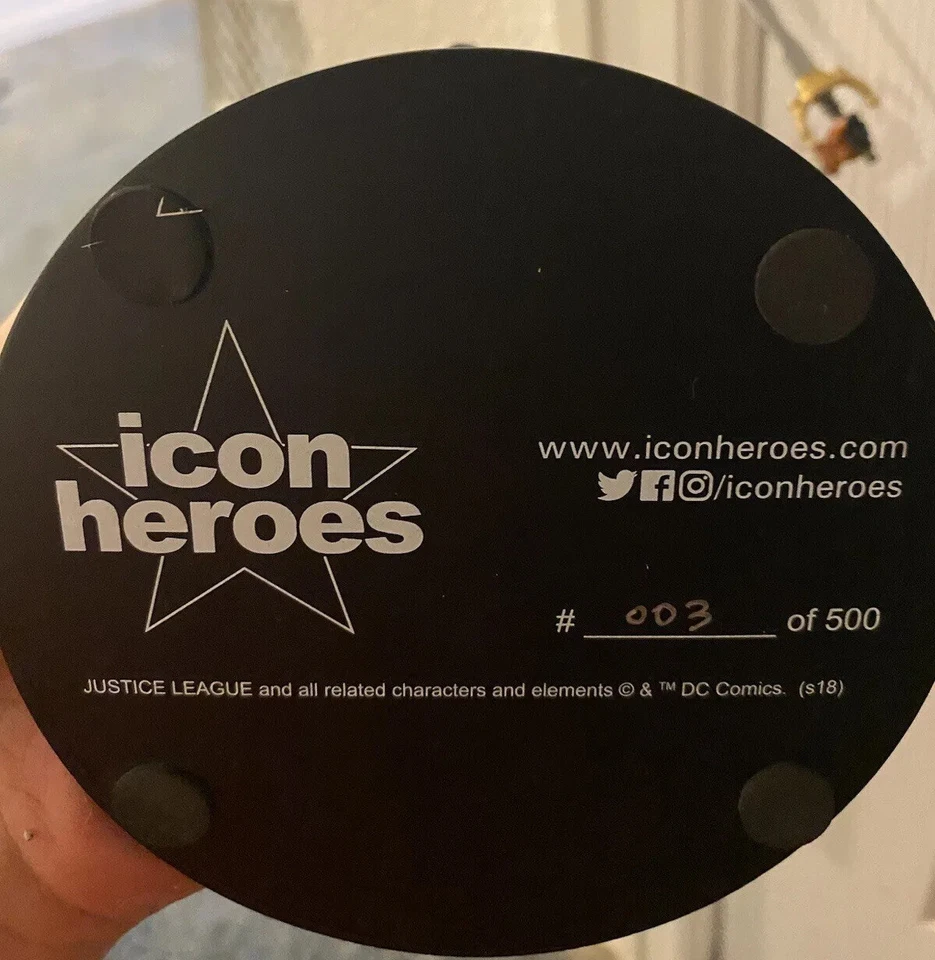 icon
heroes
www.iconheroes.com
/iconheroes
# 003 of 500
JUSTICE LEAGUE and all related characters and elements © & ™ DC Comics. (s18)